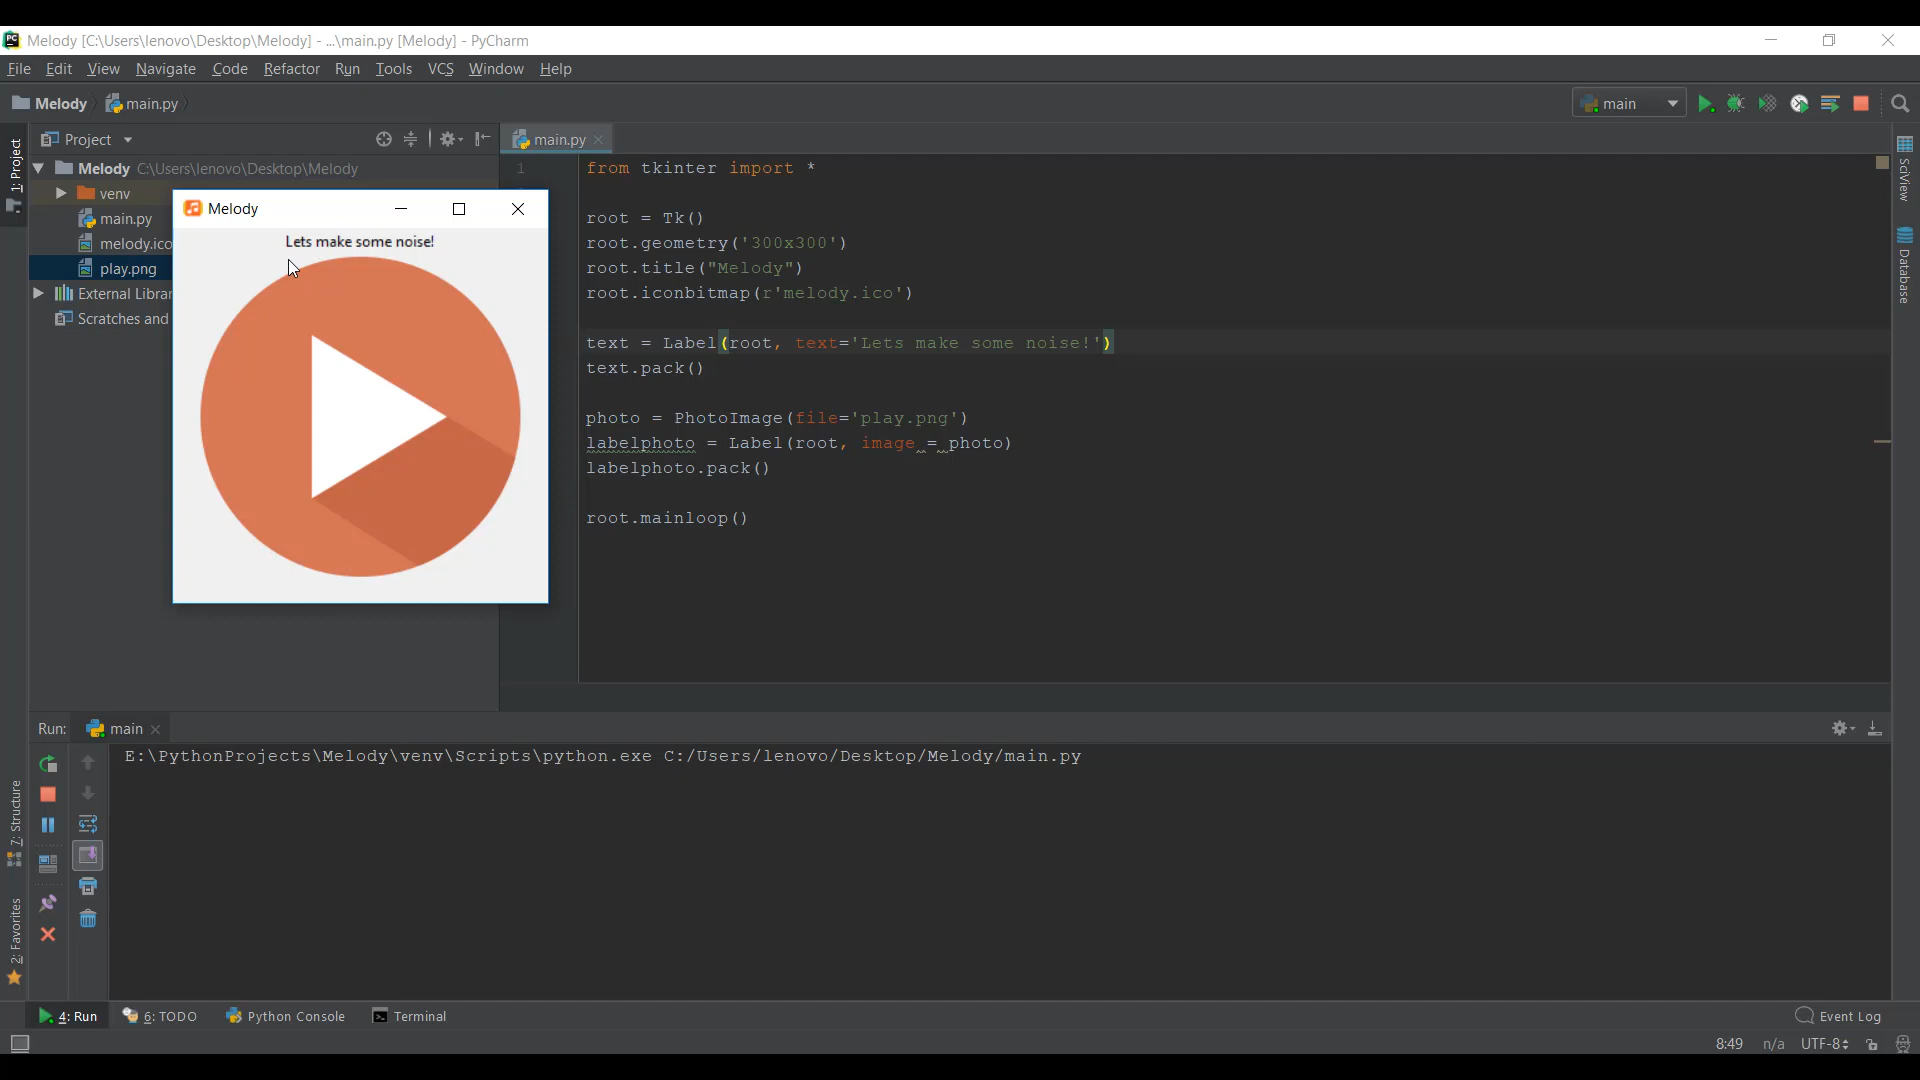 Melody [C:\Users\lenovo\Desktop\Melody] - ...\main.py [Melody] - PyCharm
File Edit View Navigate Code Refactor Run Tools VCS Window Help
Melody main.py
main
Project
main.py
1: Project
Melody C:\Users\lenovo\Desktop\Melody
venv
main.py
melody.ico
play.png
External Librar
Scratches and
Melody
Lets make some noise!
1
from tkinter import *
root = Tk()
root.geometry('300x300')
root.title("Melody")
root.iconbitmap(r'melody.ico')
text = Label(root, text='Lets make some noise!')
text.pack()
photo = PhotoImage(file='play.png')
labelphoto = Label(root, image = photo)
labelphoto.pack()
root.mainloop()
SciView
Database
Run: main
E:\PythonProjects\Melody\venv\Scripts\python.exe C:/Users/lenovo/Desktop/Melody/main.py
7: Structure
2: Favorites
4: Run 6: TODO Python Console Terminal
Event Log
8:49 n/a UTF-8